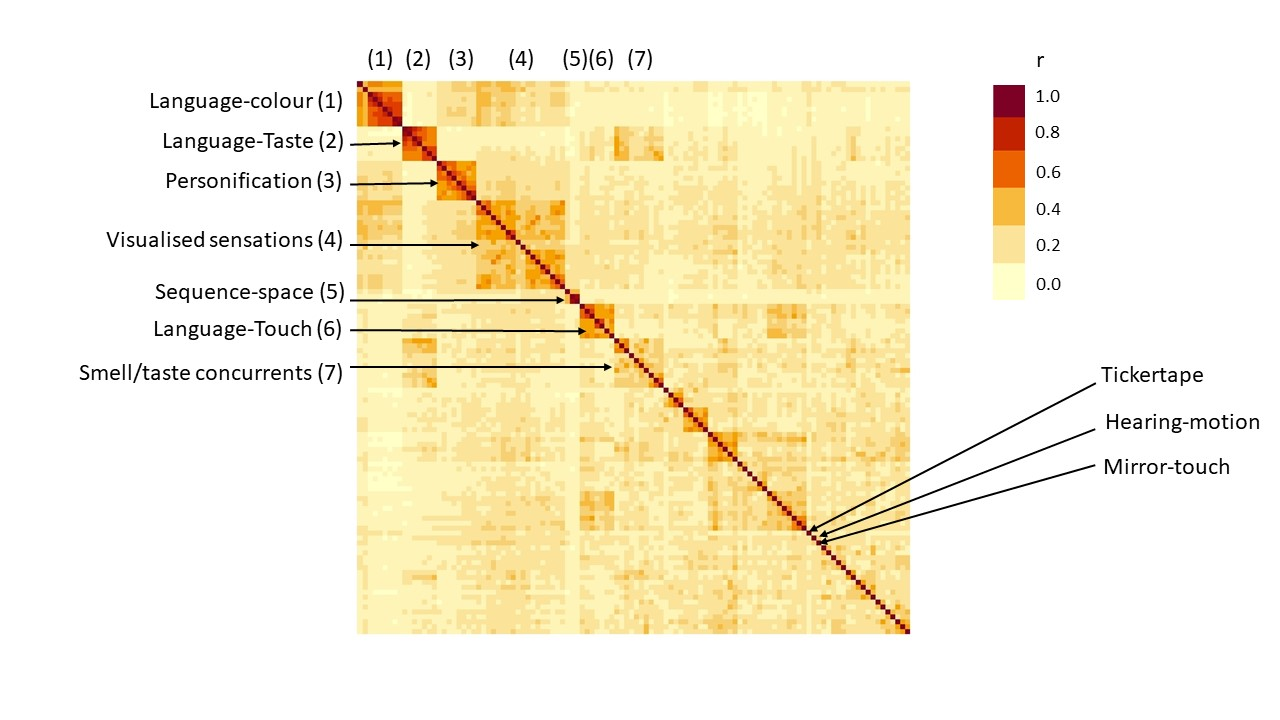 (1) (2) (3) (4) (5)(6) (7)
Language-colour (1)
Language-Taste (2)
Personification (3)
Visualised sensations (4)
Sequence-space (5)
Language-Touch (6)
Smell/taste concurrents (7)
r
1.0
0.8
0.6
0.4
0.2
0.0
Tickertape
Hearing-motion
Mirror-touch